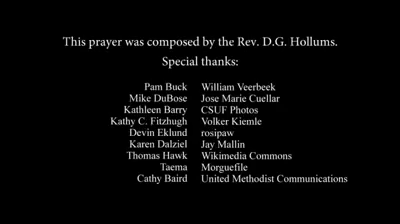 This prayer was composed by the Rev. D.G. Hollums.
Special thanks:
Pam Buck William Veerbeek
Mike DuBose Jose Marie Cuellar
Kathleen Barry CSUF Photos
Kathy C. Fitzhugh Volker Kiemle
Devin Eklund rosipaw
Karen Dalziel Jay Mallin
Thomas Hawk Wikimedia Commons
Taema Morguefile
Cathy Baird United Methodist Communications